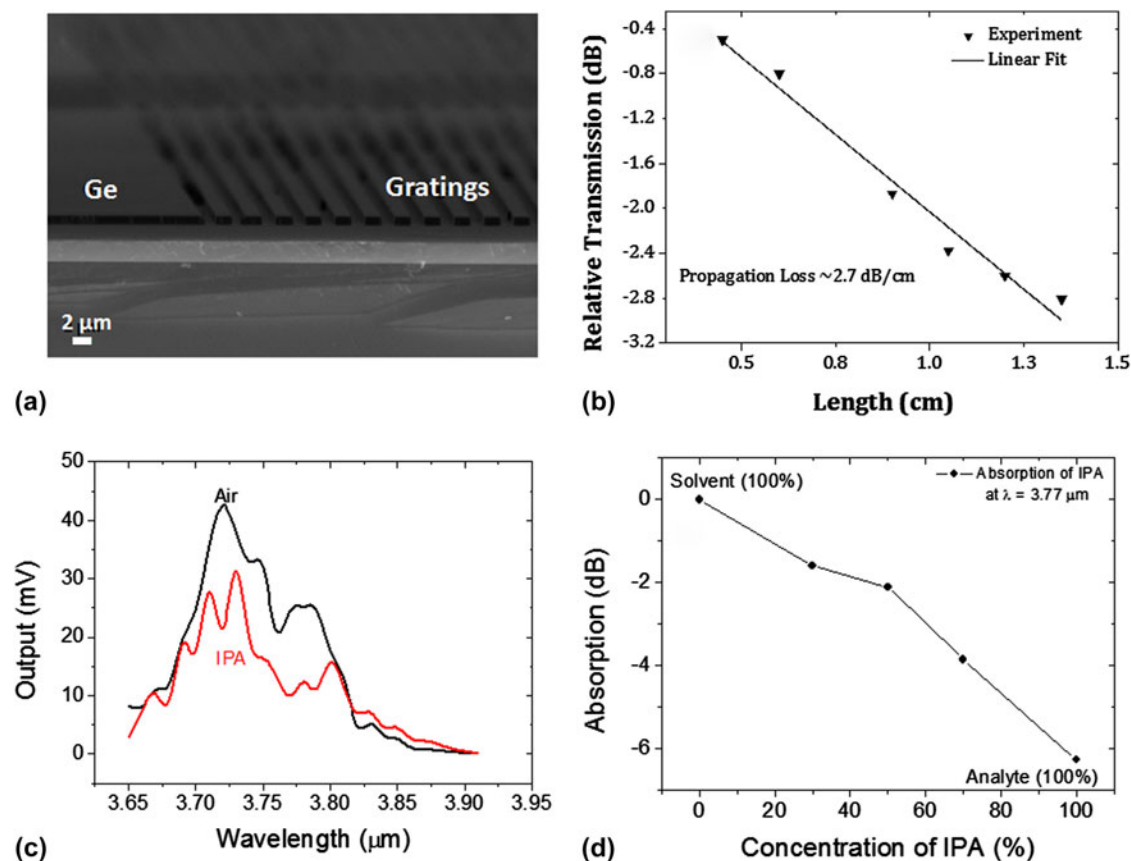 Ge
Gratings
2 μm
(a)
Relative Transmission (dB)
-0.4
-0.8
-1.2
-1.6
-2.0
-2.4
-2.8
-3.2
Experiment
Linear Fit
Propagation Loss ~2.7 dB/cm
0.5
0.8
1.0
1.3
1.5
Length (cm)
(b)
Output (mV)
50
40
30
20
10
0
Air
IPA
3.65 3.70 3.75 3.80 3.85 3.90 3.95
Wavelength (μm)
(c)
Absorption (dB)
0
-2
-4
-6
Solvent (100%)
Absorption of IPA
at λ = 3.77 μm
Analyte (100%)
0 20 40 60 80 100
Concentration of IPA (%)
(d)